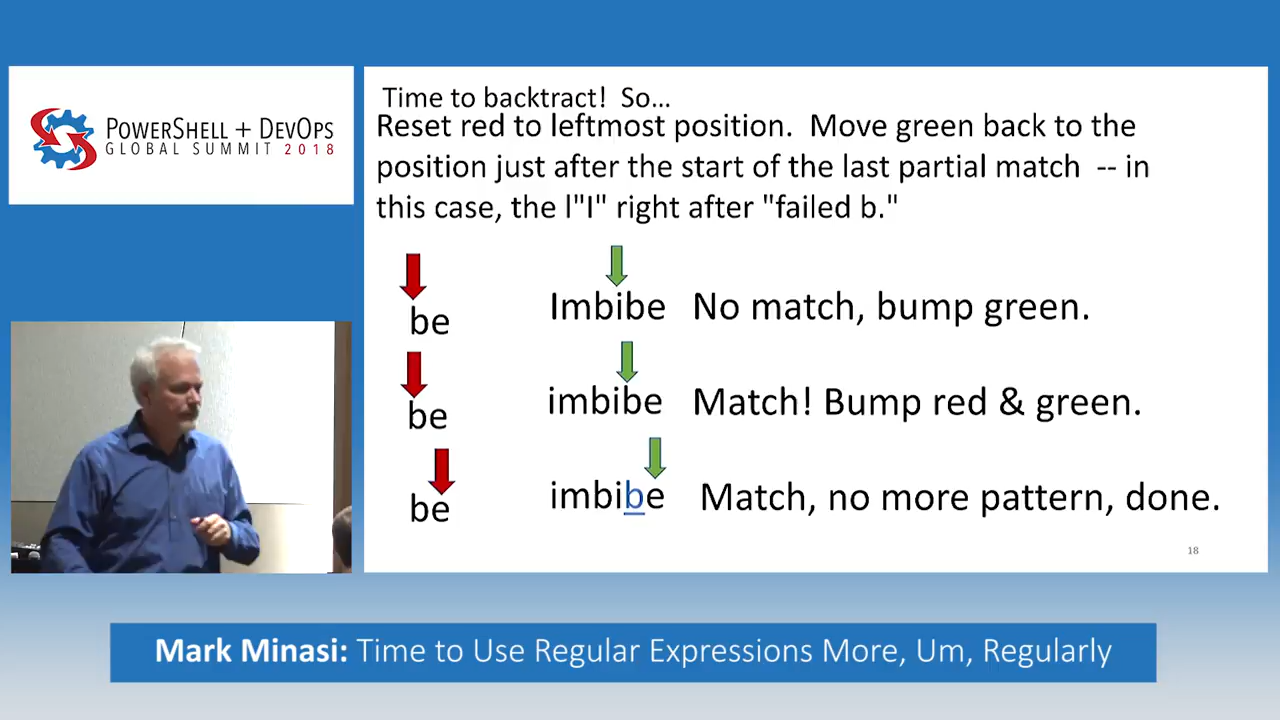 POWERSHELL + DEVOPS
GLOBAL SUMMIT 2018
Time to backtract! So...
Reset red to leftmost position. Move green back to the
position just after the start of the last partial match -- in
this case, the l"I" right after "failed b."
be Imbibe No match, bump green.
be imbibe Match! Bump red & green.
be imbibe Match, no more pattern, done.
18
Mark Minasi: Time to Use Regular Expressions More, Um, Regularly